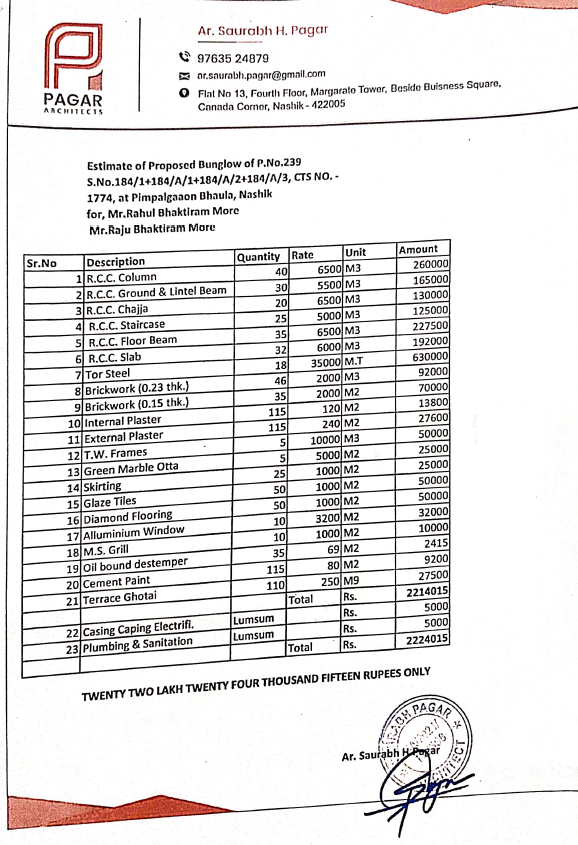 Ar. Saurabh H. Pagar
97635 24879
ar.saurabh.pagar@gmail.com
Flat No 13, Fourth Floor, Margarate Tower, Beside Buisness Square,
Canada Corner, Nashik - 422005
PAGAR
ARCHITECTS
Estimate of Proposed Bunglow of P.No.239
S.No.184/1+184/A/1+184/A/2+184/A/3, CTS NO. -
1774, at Pimpalgaaon Bhaula, Nashik
for, Mr.Rahul Bhaktiram More
Mr.Raju Bhaktiram More
Sr.No Description Quantity Rate Unit Amount
1 R.C.C. Column 40 6500 M3 260000
2 R.C.C. Ground & Lintel Beam 30 5500 M3 165000
3 R.C.C. Chajja 20 6500 M3 130000
4 R.C.C. Staircase 25 5000 M3 125000
5 R.C.C. Floor Beam 35 6500 M3 227500
6 R.C.C. Slab 32 6000 M3 192000
7 Tor Steel 18 35000 M.T 630000
8 Brickwork (0.23 thk.) 46 2000 M3 92000
9 Brickwork (0.15 thk.) 35 2000 M2 70000
10 Internal Plaster 115 120 M2 13800
11 External Plaster 115 240 M2 27600
12 T.W. Frames 5 10000 M3 50000
13 Green Marble Otta 5 5000 M2 25000
14 Skirting 25 1000 M2 25000
15 Glaze Tiles 50 1000 M2 50000
16 Diamond Flooring 50 1000 M2 50000
17 Alluminium Window 10 3200 M2 32000
18 M.S. Grill 10 1000 M2 10000
19 Oil bound destemper 35 69 M2 2415
20 Cement Paint 115 80 M2 9200
21 Terrace Ghotai 110 250 M9 27500
Total Rs. 2214015
22 Casing Caping Electrifi. Lumsum Rs. 5000
23 Plumbing & Sanitation Lumsum Rs. 5000
Total Rs. 2224015
TWENTY TWO LAKH TWENTY FOUR THOUSAND FIFTEEN RUPEES ONLY
PAGAR
Ar. Saurabh H Pagar